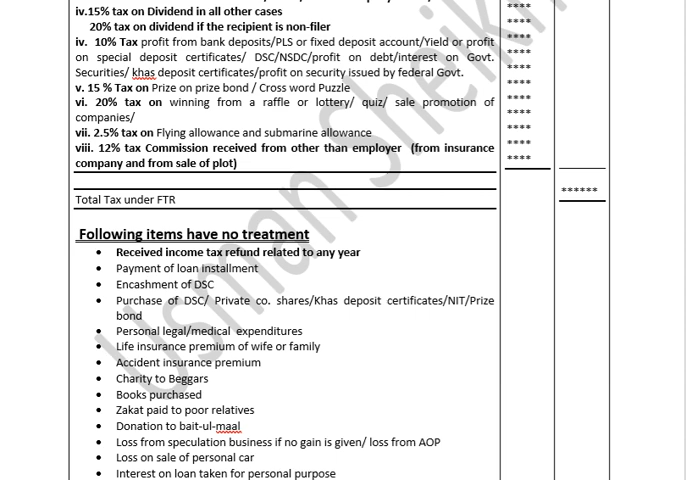 iv.15% tax on Dividend in all other cases
20% tax on dividend if the recipient is non-filer
iv. 10% Tax profit from bank deposits/PLS or fixed deposit account/Yield or profit
on special deposit certificates/ DSC/NSDC/profit on debt/interest on Govt.
Securities/ khas deposit certificates/profit on security issued by federal Govt.
v. 15 % Tax on Prize on prize bond / Cross word Puzzle
vi. 20% tax on winning from a raffle or lottery/ quiz/ sale promotion of
companies/
vii. 2.5% tax on Flying allowance and submarine allowance
viii. 12% tax Commission received from other than employer (from insurance
company and from sale of plot)
****
****
****
****
****
****
****
****
****
****
****
Total Tax under FTR
******
Following items have no treatment
• Received income tax refund related to any year
• Payment of loan installment
• Encashment of DSC
• Purchase of DSC/ Private co. shares/Khas deposit certificates/NIT/Prize
bond
• Personal legal/medical expenditures
• Life insurance premium of wife or family
• Accident insurance premium
• Charity to Beggars
• Books purchased
• Zakat paid to poor relatives
• Donation to bait-ul-maal
• Loss from speculation business if no gain is given/ loss from AOP
• Loss on sale of personal car
• Interest on loan taken for personal purpose
Usman Sheikh